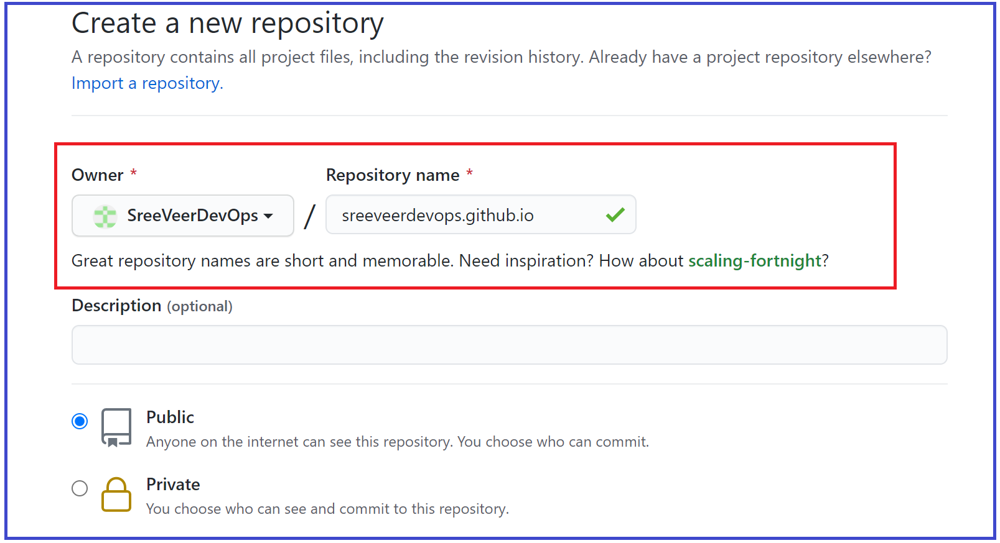 Create a new repository
A repository contains all project files, including the revision history. Already have a project repository elsewhere?
Import a repository.
Owner * Repository name *
SreeVeerDevOps / sreeveerdevops.github.io
Great repository names are short and memorable. Need inspiration? How about scaling-fortnight?
Description (optional)
Public
Anyone on the internet can see this repository. You choose who can commit.
Private
You choose who can see and commit to this repository.